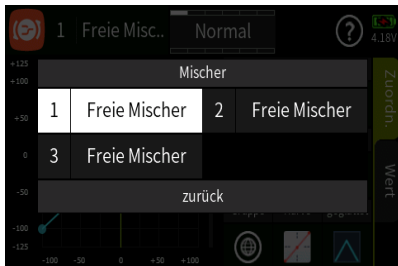 1 Freie Misc.. Normal ?
4.18V
Mischer
1 Freie Mischer 2 Freie Mischer
3 Freie Mischer
zurück
+125
+100
+50
0
-50
-100
-125
-100 -50 0 +50 +100
Zuordn.
Wert